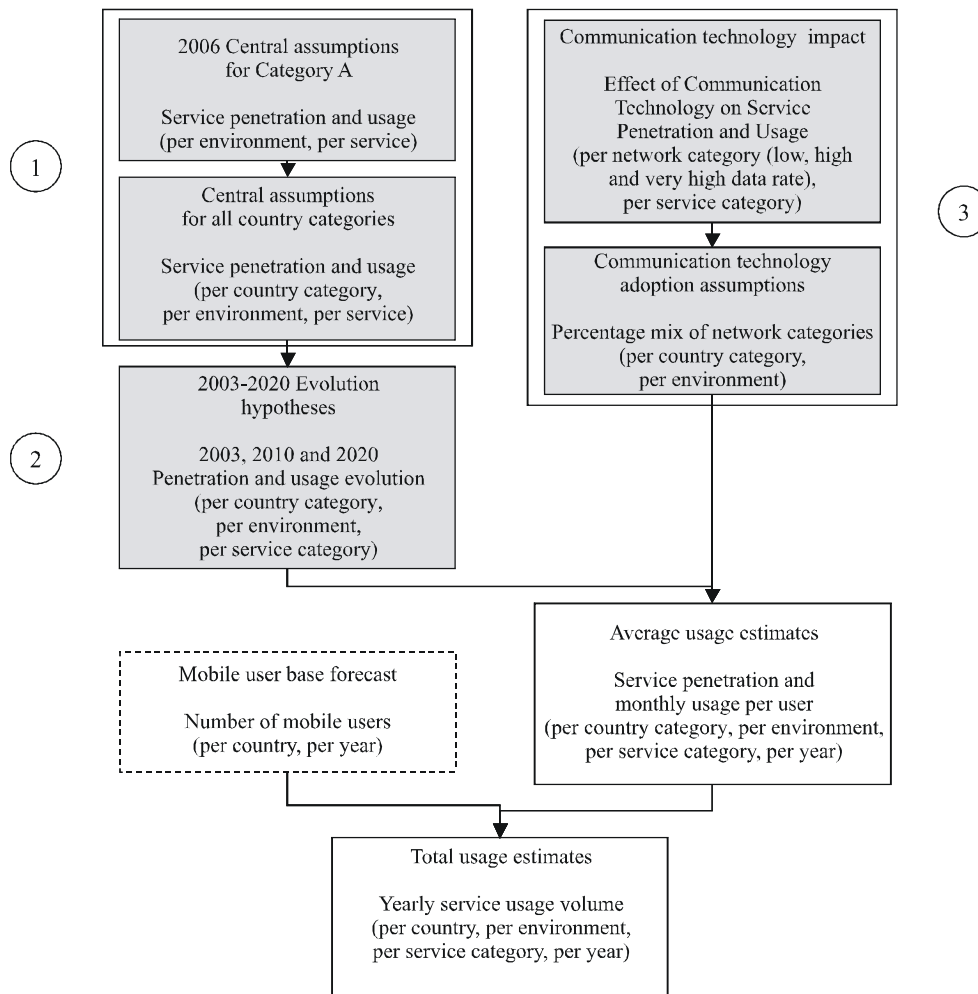 1
2006 Central assumptions
for Category A
Service penetration and usage
(per environment, per service)
Central assumptions
for all country categories
Service penetration and usage
(per country category,
per environment, per service)
2
2003-2020 Evolution
hypotheses
2003, 2010 and 2020
Penetration and usage evolution
(per country category,
per environment,
per service category)
3
Communication technology impact
Effect of Communication
Technology on Service
Penetration and Usage
(per network category (low, high
and very high data rate),
per service category)
Communication technology
adoption assumptions
Percentage mix of network categories
(per country category,
per environment)
Mobile user base forecast
Number of mobile users
(per country, per year)
Average usage estimates
Service penetration and
monthly usage per user
(per country category, per environment,
per service category, per year)
Total usage estimates
Yearly service usage volume
(per country, per environment,
per service category, per year)